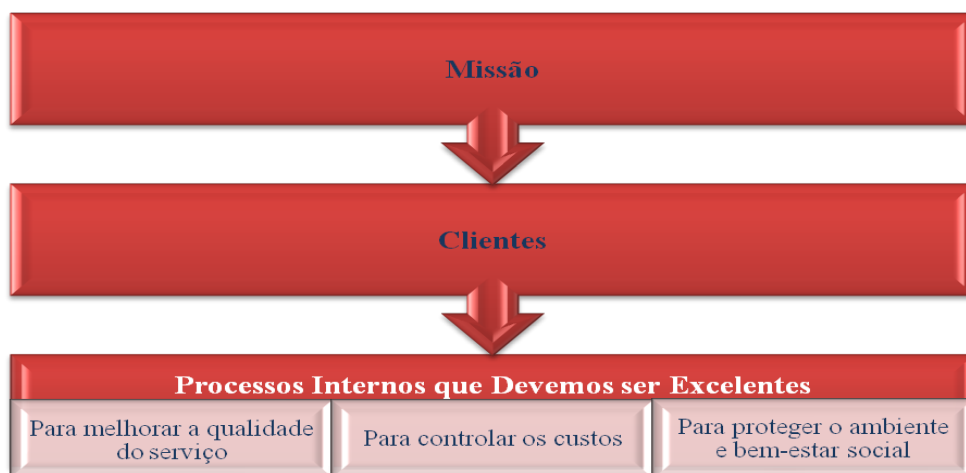 Missão
Clientes
Processos Internos que Devemos ser Excelentes
Para melhorar a qualidade
do serviço
Para controlar os custos
Para proteger o ambiente
e bem-estar social